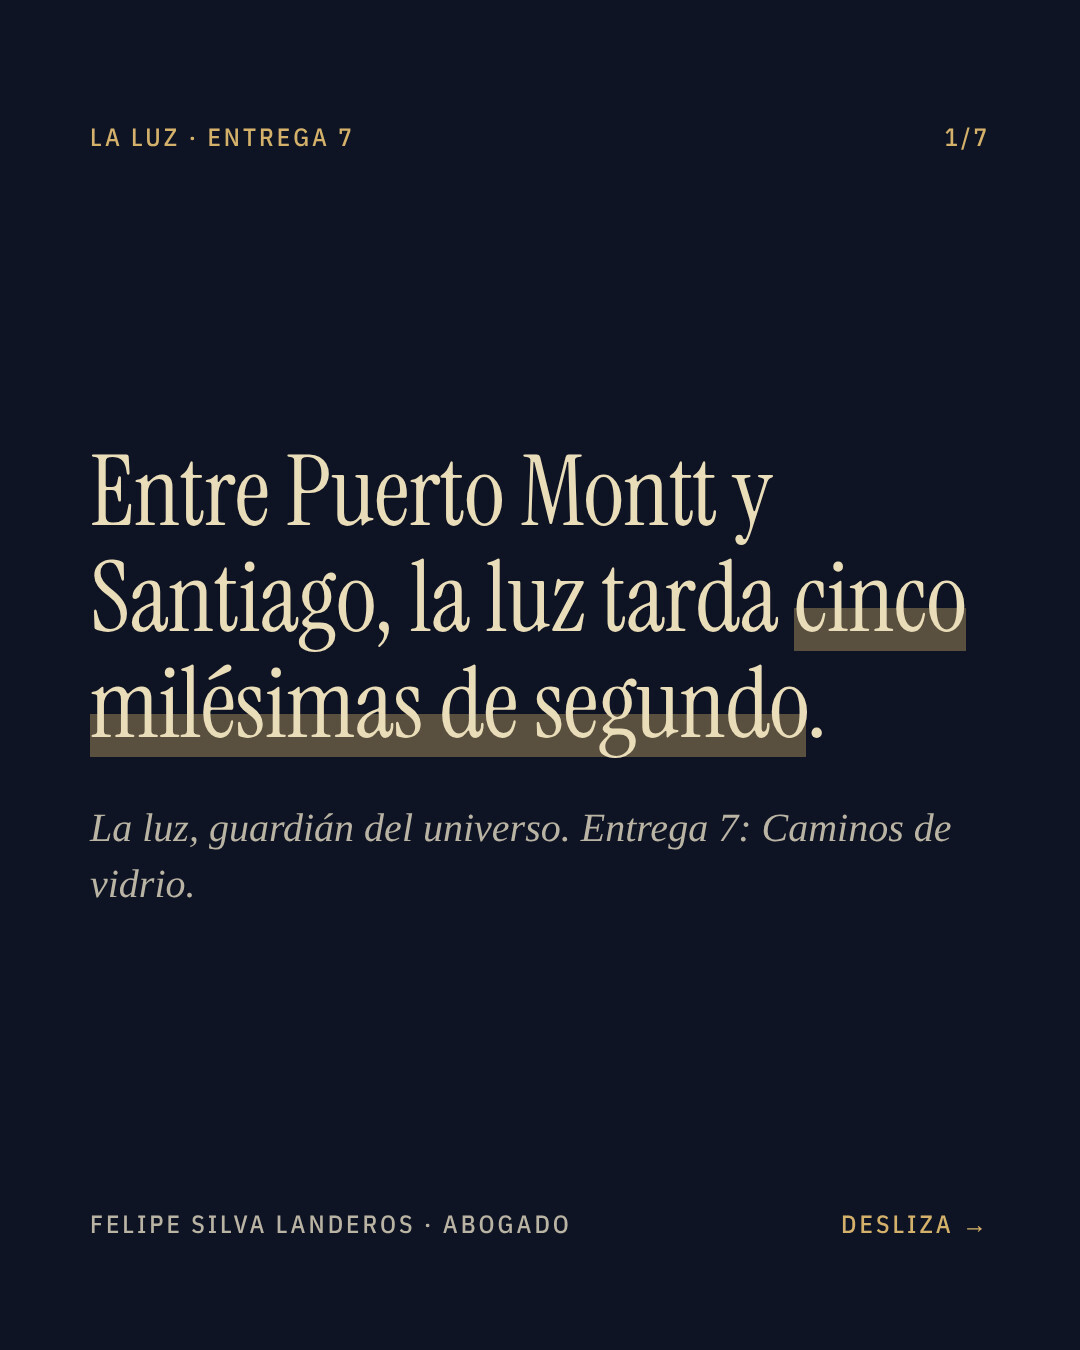 LA LUZ · ENTREGA 7
1/7
Entre Puerto Montt y
Santiago, la luz tarda cinco
milésimas de segundo.
La luz, guardián del universo. Entrega 7: Caminos de
vidrio.
FELIPE SILVA LANDEROS · ABOGADO
DESLIZA →